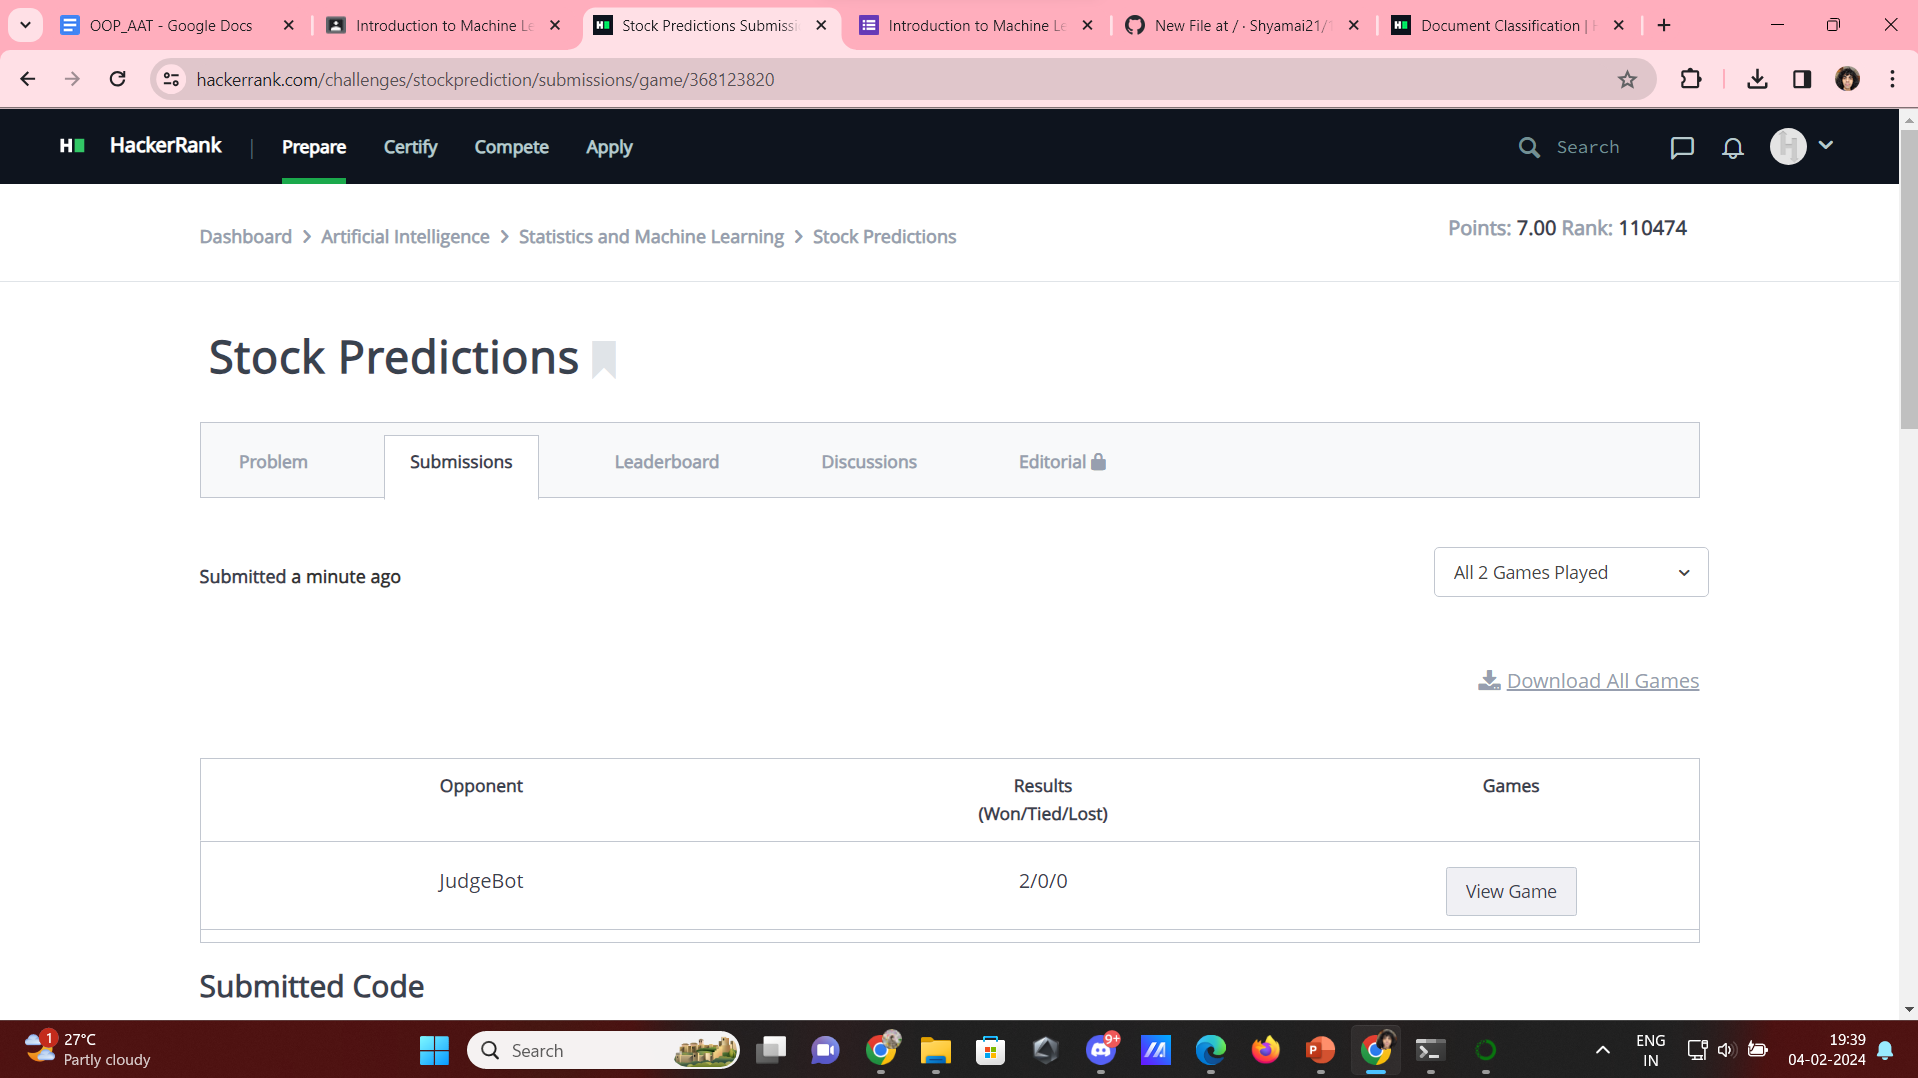 OOP_AAT - Google Docs
Introduction to Machine Le
Stock Predictions Submissi
Introduction to Machine Le
New File at / · Shyamai21/1
Document Classification | H
hackerrank.com/challenges/stockprediction/submissions/game/368123820
HackerRank | Prepare Certify Compete Apply Search
Dashboard > Artificial Intelligence > Statistics and Machine Learning > Stock Predictions
Points: 7.00 Rank: 110474
Stock Predictions
Problem Submissions Leaderboard Discussions Editorial
Submitted a minute ago
All 2 Games Played
Download All Games
Opponent Results Games
(Won/Tied/Lost)
JudgeBot 2/0/0 View Game
Submitted Code
1
27°C
Partly cloudy
Search
9+
ENG
IN
19:39
04-02-2024